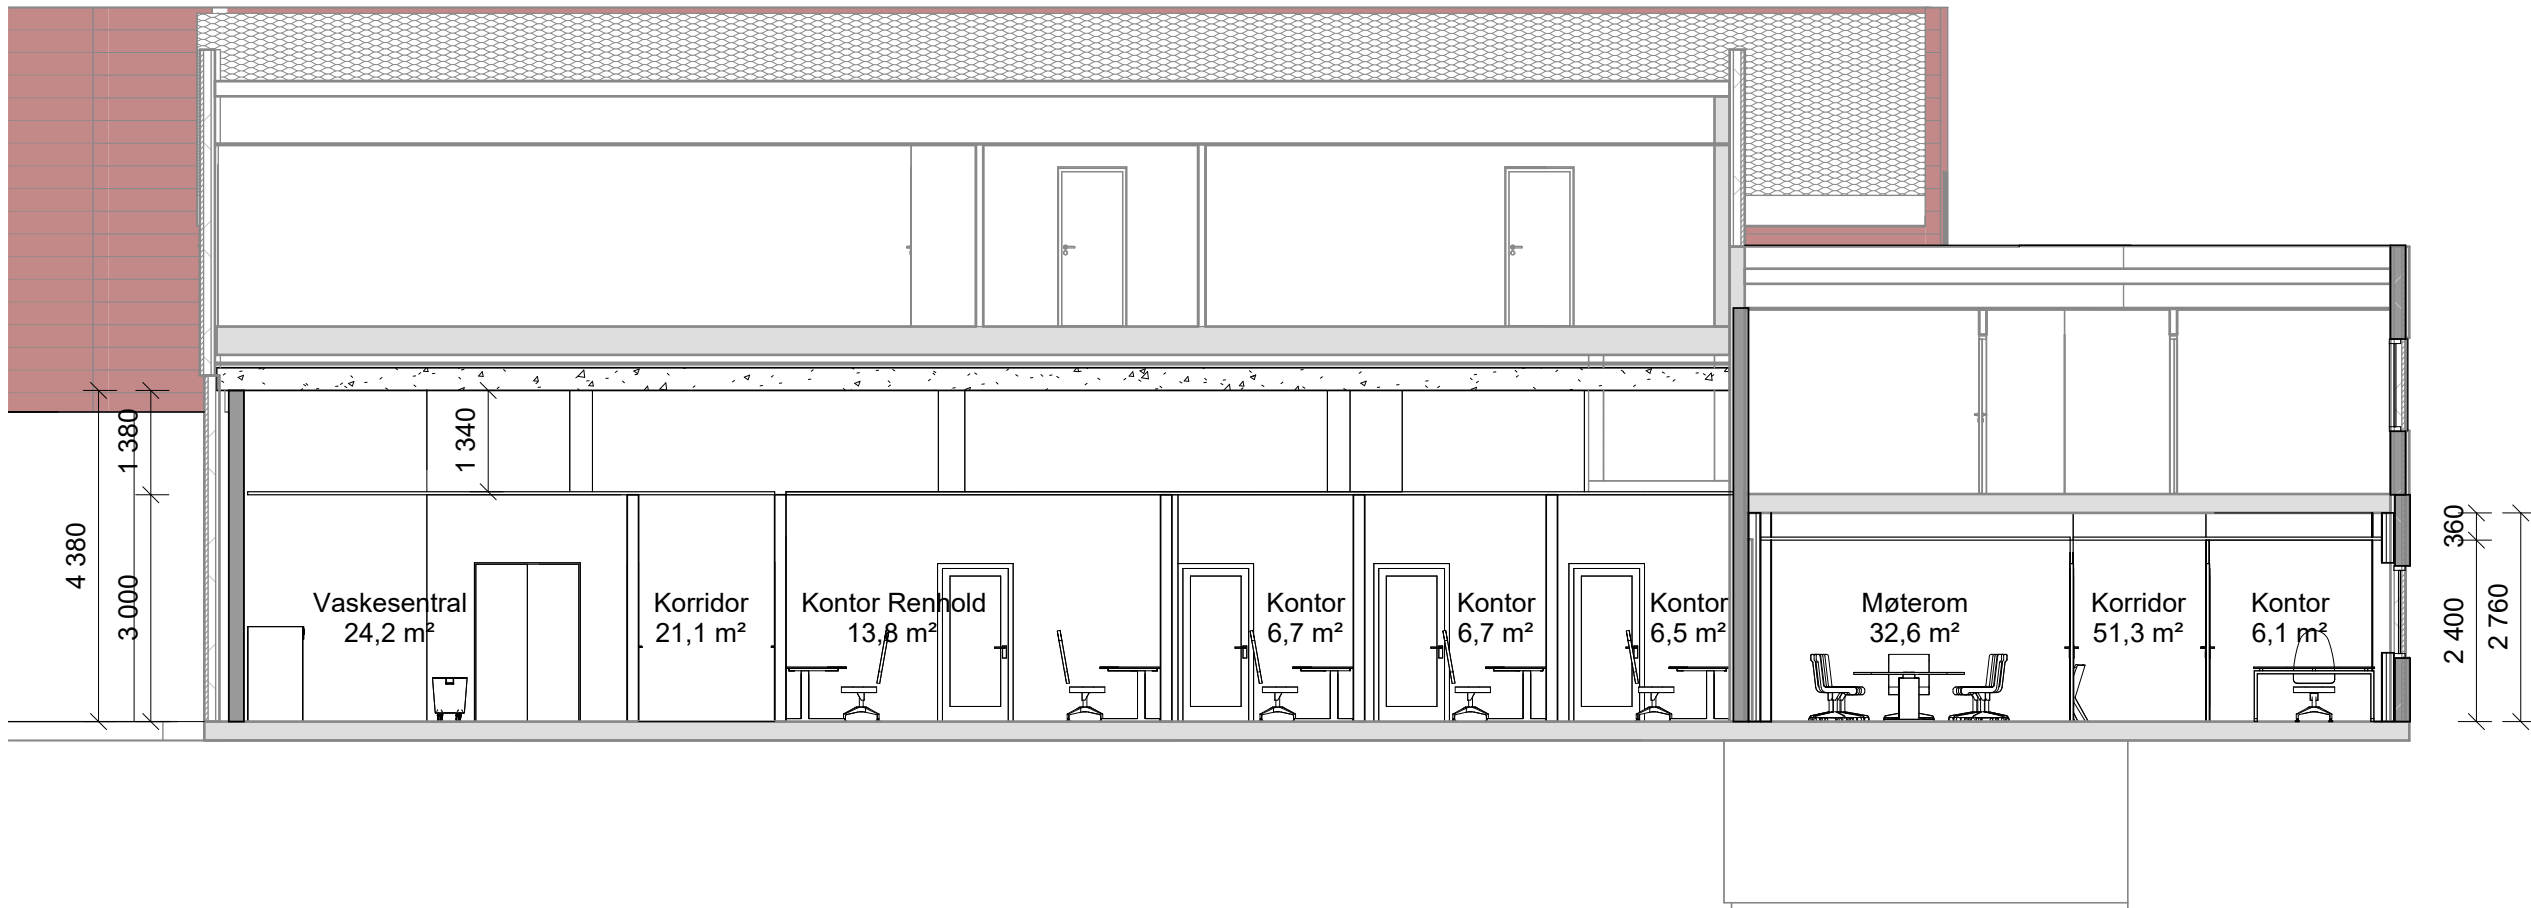 1 380
1 340
4 380
3 000
Vaskesentral
24,2 m²
Korridor
21,1 m²
Kontor Renhold
13,8 m²
Kontor
6,7 m²
Kontor
6,7 m²
Kontor
6,5 m²
Møterom
32,6 m²
Korridor
51,3 m²
Kontor
6,1 m²
360
2 400
2 760